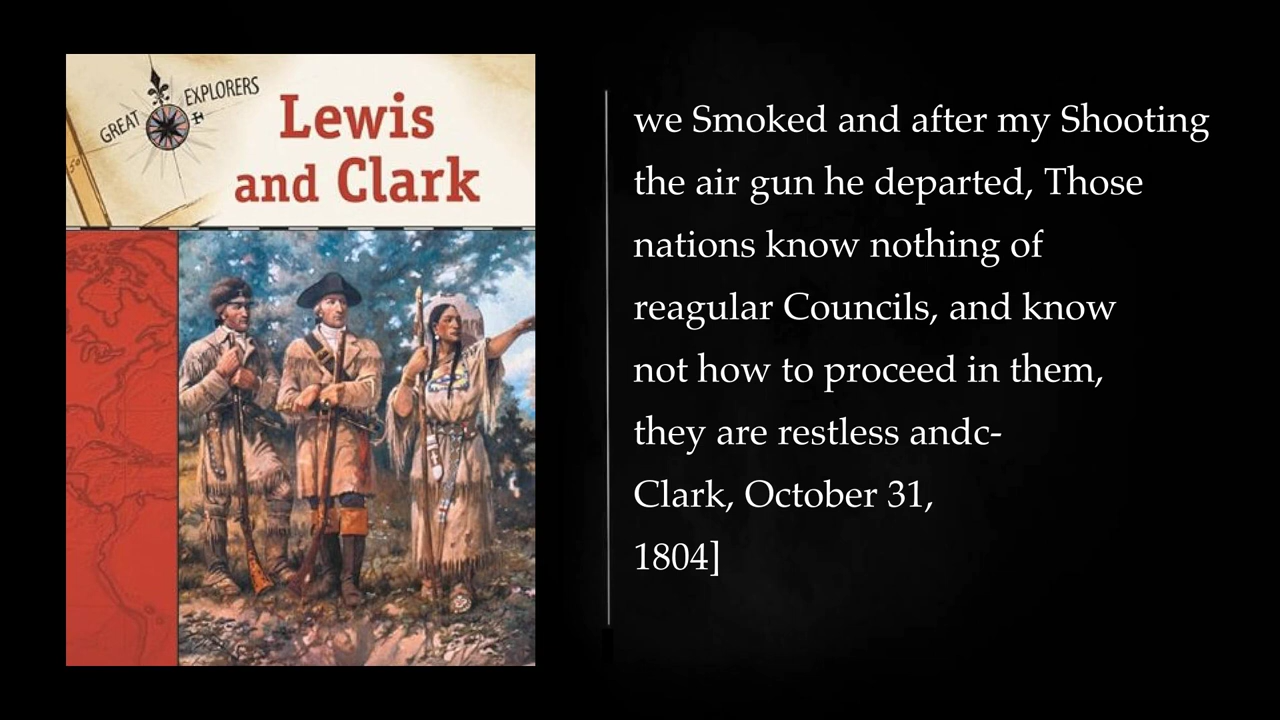 GREAT EXPLORERS
Lewis
and Clark
we Smoked and after my Shooting
the air gun he departed, Those
nations know nothing of
reagular Councils, and know
not how to proceed in them,
they are restless andc-
Clark, October 31,
1804]